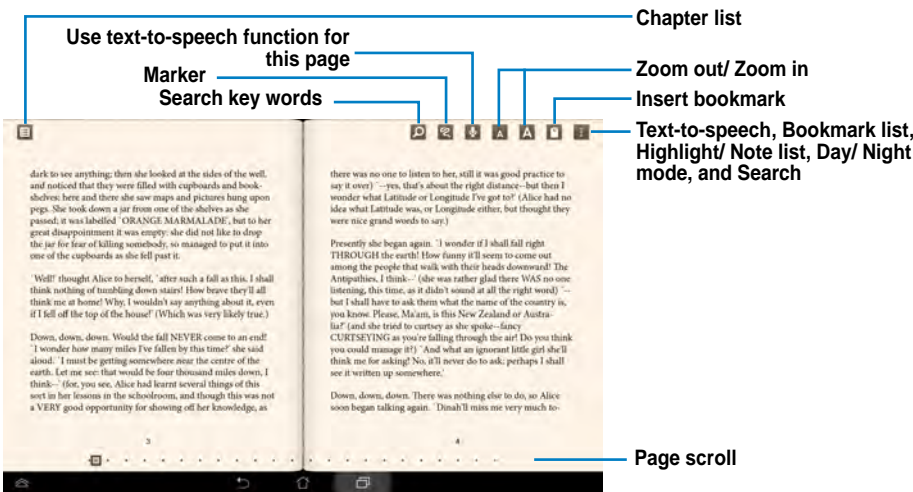 Chapter list
Use text-to-speech function for
this page
Marker
Search key words
Zoom out/ Zoom in
Insert bookmark
Text-to-speech, Bookmark list,
Highlight/ Note list, Day/ Night
mode, and Search
A
A
dark to see anything; then she looked at the sides of the well,
and noticed that they were filled with cupboards and book-
shelves; here and there she saw maps and pictures hung upon
pegs. She took down a jar from one of the shelves as she
passed; it was labelled `ORANGE MARMALADE', but to her
great disappointment it was empty: she did not like to drop
the jar for fear of killing somebody, so managed to put it into
one of the cupboards as she fell past it.
`Well!' thought Alice to herself, `after such a fall as this, I shall
think nothing of tumbling down stairs! How brave they'll all
think me at home! Why, I wouldn't say anything about it, even
if I fell off the top of the house!' (Which was very likely true.)
Down, down, down. Would the fall NEVER come to an end!
`I wonder how many miles I've fallen by this time?' she said
aloud. `I must be getting somewhere near the centre of the
earth. Let me see: that would be four thousand miles down, I
think--' (for, you see, Alice had learnt several things of this
sort in her lessons in the schoolroom, and though this was not
a VERY good opportunity for showing off her knowledge, as
3
there was no one to listen to her, still it was good practice to
say it over) `--yes, that's about the right distance--but then I
wonder what Latitude or Longitude I've got to?' (Alice had no
idea what Latitude was, or Longitude either, but thought they
were nice grand words to say.)
Presently she began again. `I wonder if I shall fall right
THROUGH the earth! How funny it'll seem to come out
among the people that walk with their heads downward! The
Antipathies, I think--' (she was rather glad there WAS no one
listening, this time, as it didn't sound at all the right word) `--
but I shall have to ask them what the name of the country is,
you know. Please, Ma'am, is this New Zealand or Austra-
lia?' (and she tried to curtsey as she spoke--fancy
CURTSEYING as you're falling through the air! Do you think
you could manage it?) `And what an ignorant little girl she'll
think me for asking! No, it'll never do to ask: perhaps I shall
see it written up somewhere.'
Down, down, down. There was nothing else to do, so Alice
soon began talking again. `Dinah'll miss me very much to-
4
Page scroll